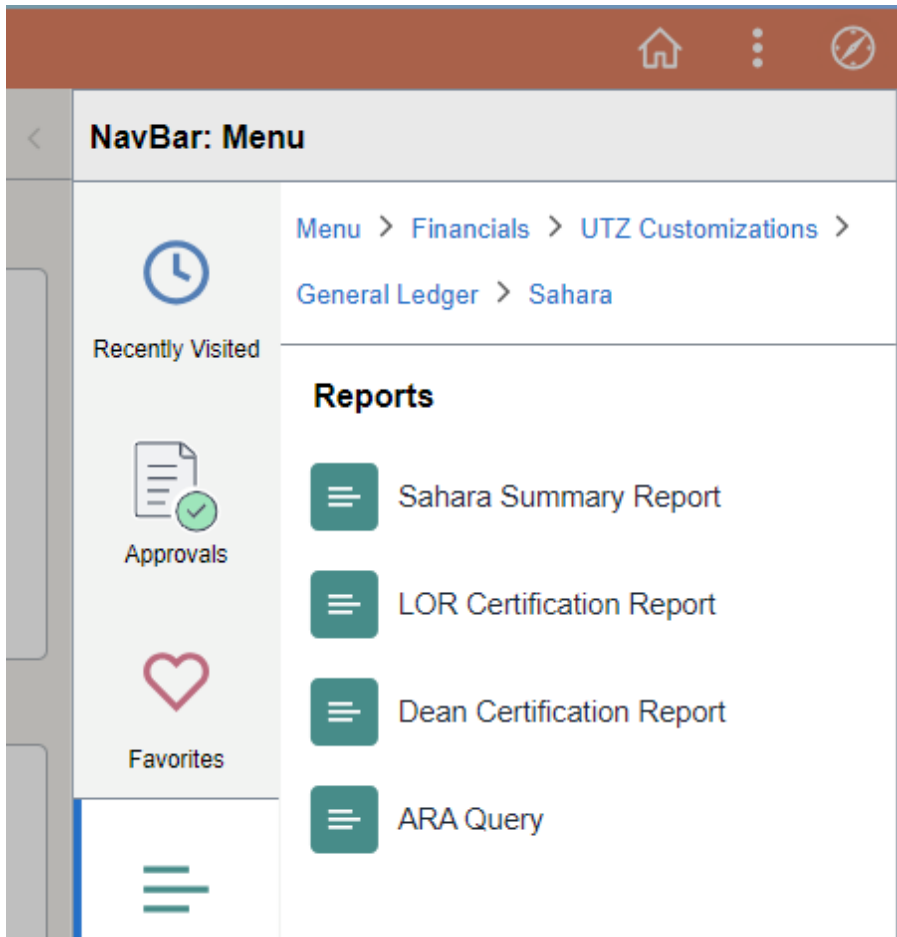 NavBar: Menu
Menu > Financials > UTZ Customizations >
General Ledger > Sahara
Recently Visited
Approvals
Favorites
Reports
Sahara Summary Report
LOR Certification Report
Dean Certification Report
ARA Query